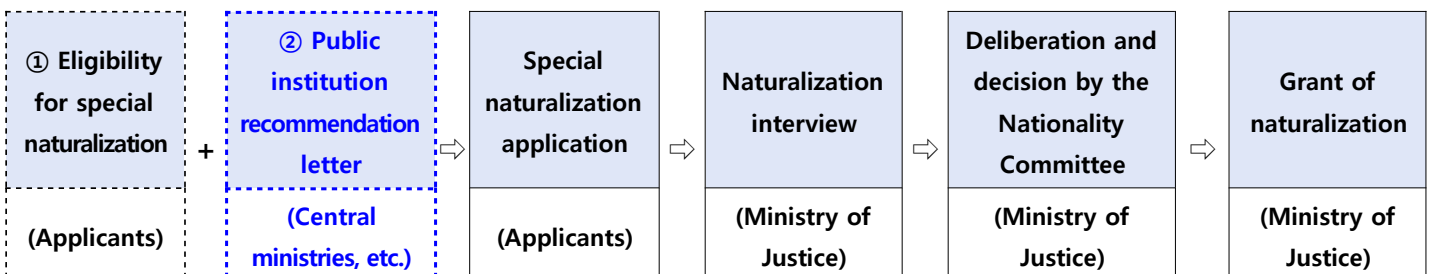 ① Eligibility
for special
naturalization
(Applicants)
+
② Public
institution
recommendation
letter
(Central
ministries, etc.)
⇨
Special
naturalization
application
(Applicants)
⇨
Naturalization
interview
(Ministry of
Justice)
⇨
Deliberation and
decision by the
Nationality
Committee
(Ministry of
Justice)
⇨
Grant of
naturalization
(Ministry of
Justice)